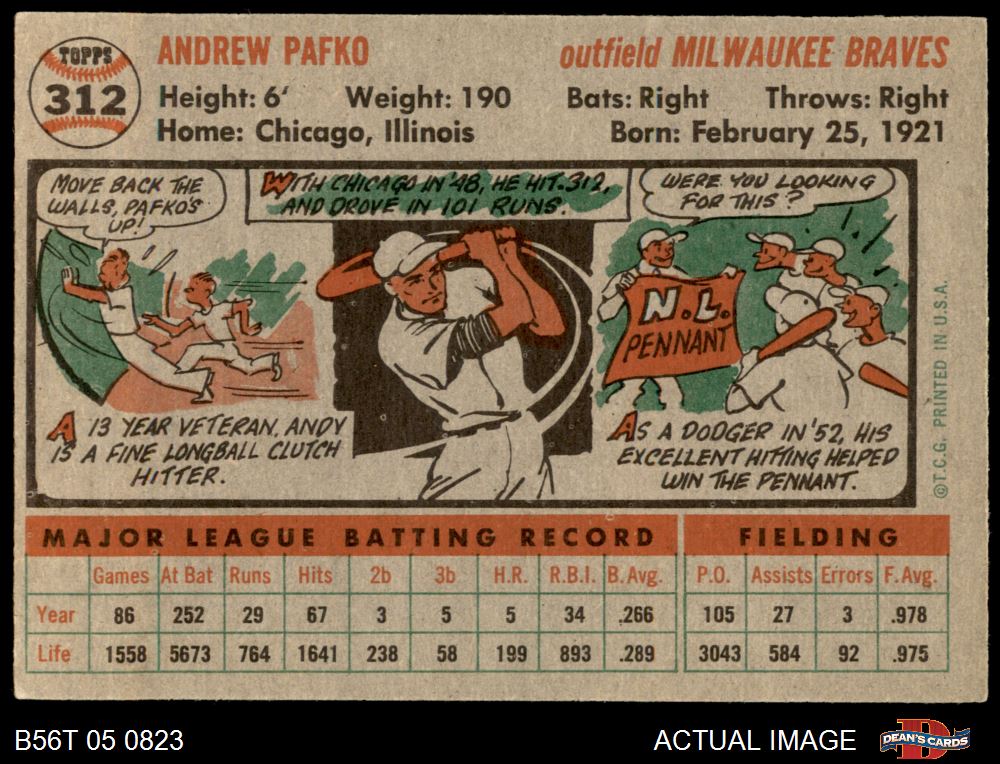 TOPPS
312
ANDREW PAFKO
outfield MILWAUKEE BRAVES
Height: 6' Weight: 190 Bats: Right Throws: Right
Home: Chicago, Illinois Born: February 25, 1921
MOVE BACK THE
WALLS, PAFKO'S
UP!
WITH CHICAGO IN '48, HE HIT .312,
AND DROVE IN 101 RUNS.
WERE YOU LOOKING
FOR THIS?
N.L.
PENNANT
A 13 YEAR VETERAN, ANDY
IS A FINE LONGBALL CLUTCH
HITTER.
AS A DODGER IN '52, HIS
EXCELLENT HITTING HELPED
WIN THE PENNANT.
©T.C.G. PRINTED IN U.S.A.
MAJOR LEAGUE BATTING RECORD FIELDING
Games At Bat Runs Hits 2b 3b H.R. R.B.I. B.Avg. P.O. Assists Errors F.Avg.
Year 86 252 29 67 3 5 5 34 .266 105 27 3 .978
Life 1558 5673 764 1641 238 58 199 893 .289 3043 584 92 .975
B56T 05 0823
ACTUAL IMAGE
D
DEAN'S CARDS